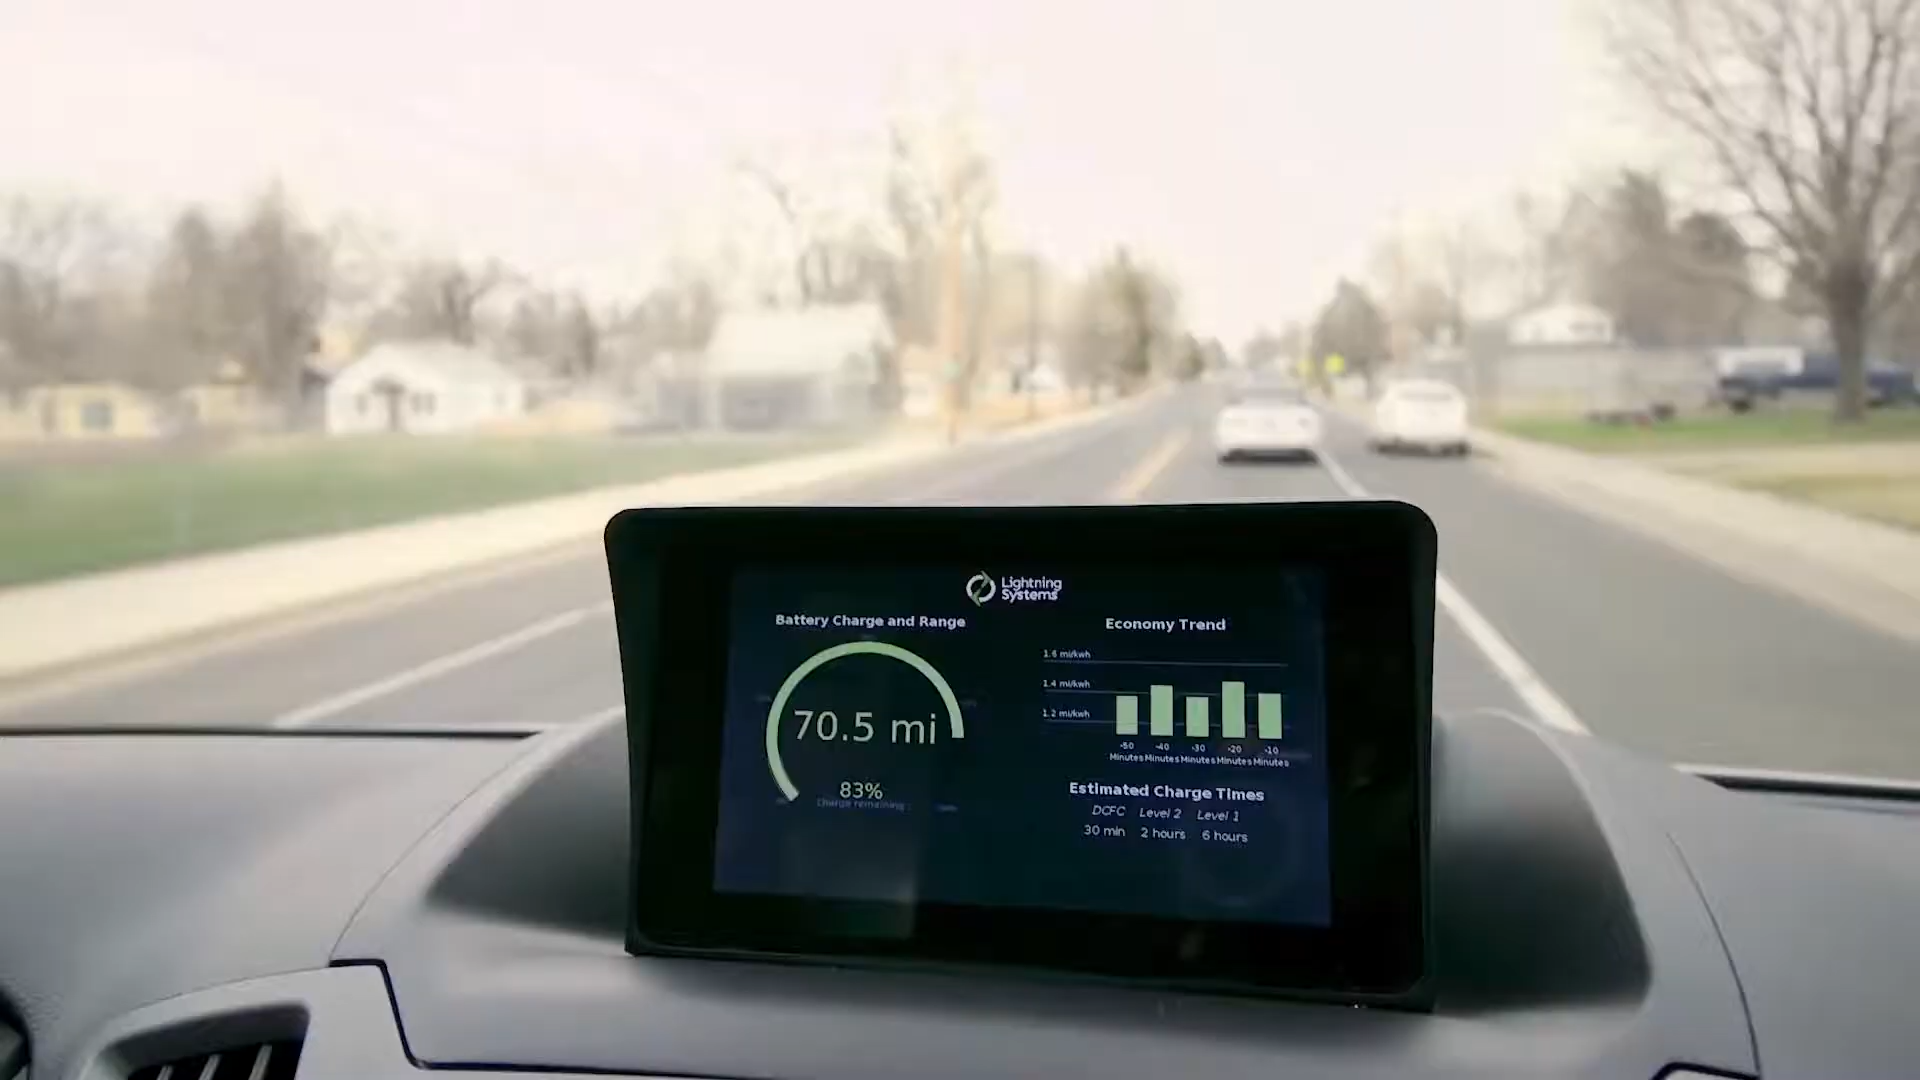 Lightning
Systems
Battery Charge and Range
70.5 mi
83%
Charge remaining
Economy Trend
1.6 mi/kwh
1.4 mi/kwh
1.2 mi/kwh
-50 -40 -30 -20 -10
Minutes Minutes Minutes Minutes Minutes
Estimated Charge Times
DCFC Level 2 Level 1
30 min 2 hours 6 hours